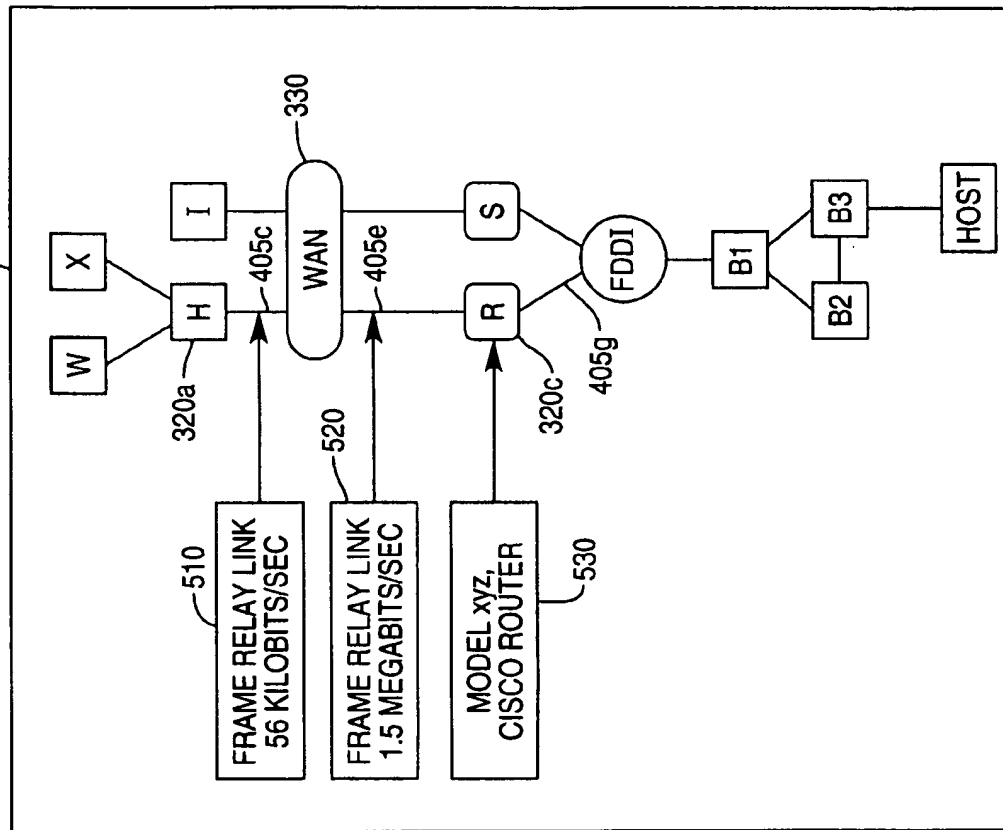 W
X
H
I
320a
405c
WAN
330
405e
R
S
320c
405g
FDDI
B1
B2
B3
HOST
510
FRAME RELAY LINK
56 KILOBITS/SEC
520
FRAME RELAY LINK
1.5 MEGABITS/SEC
MODEL xyz,
CISCO ROUTER
530